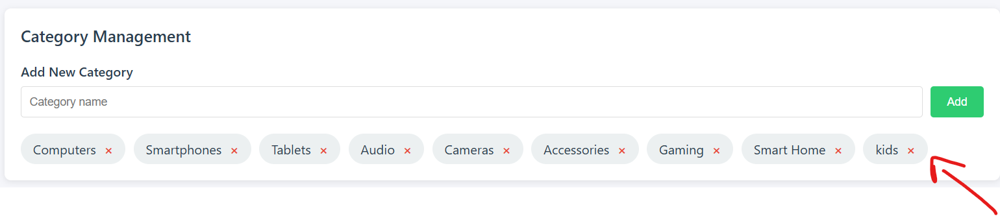 Category Management
Add New Category
Category name Add
Computers × Smartphones × Tablets × Audio × Cameras × Accessories × Gaming × Smart Home × kids ×